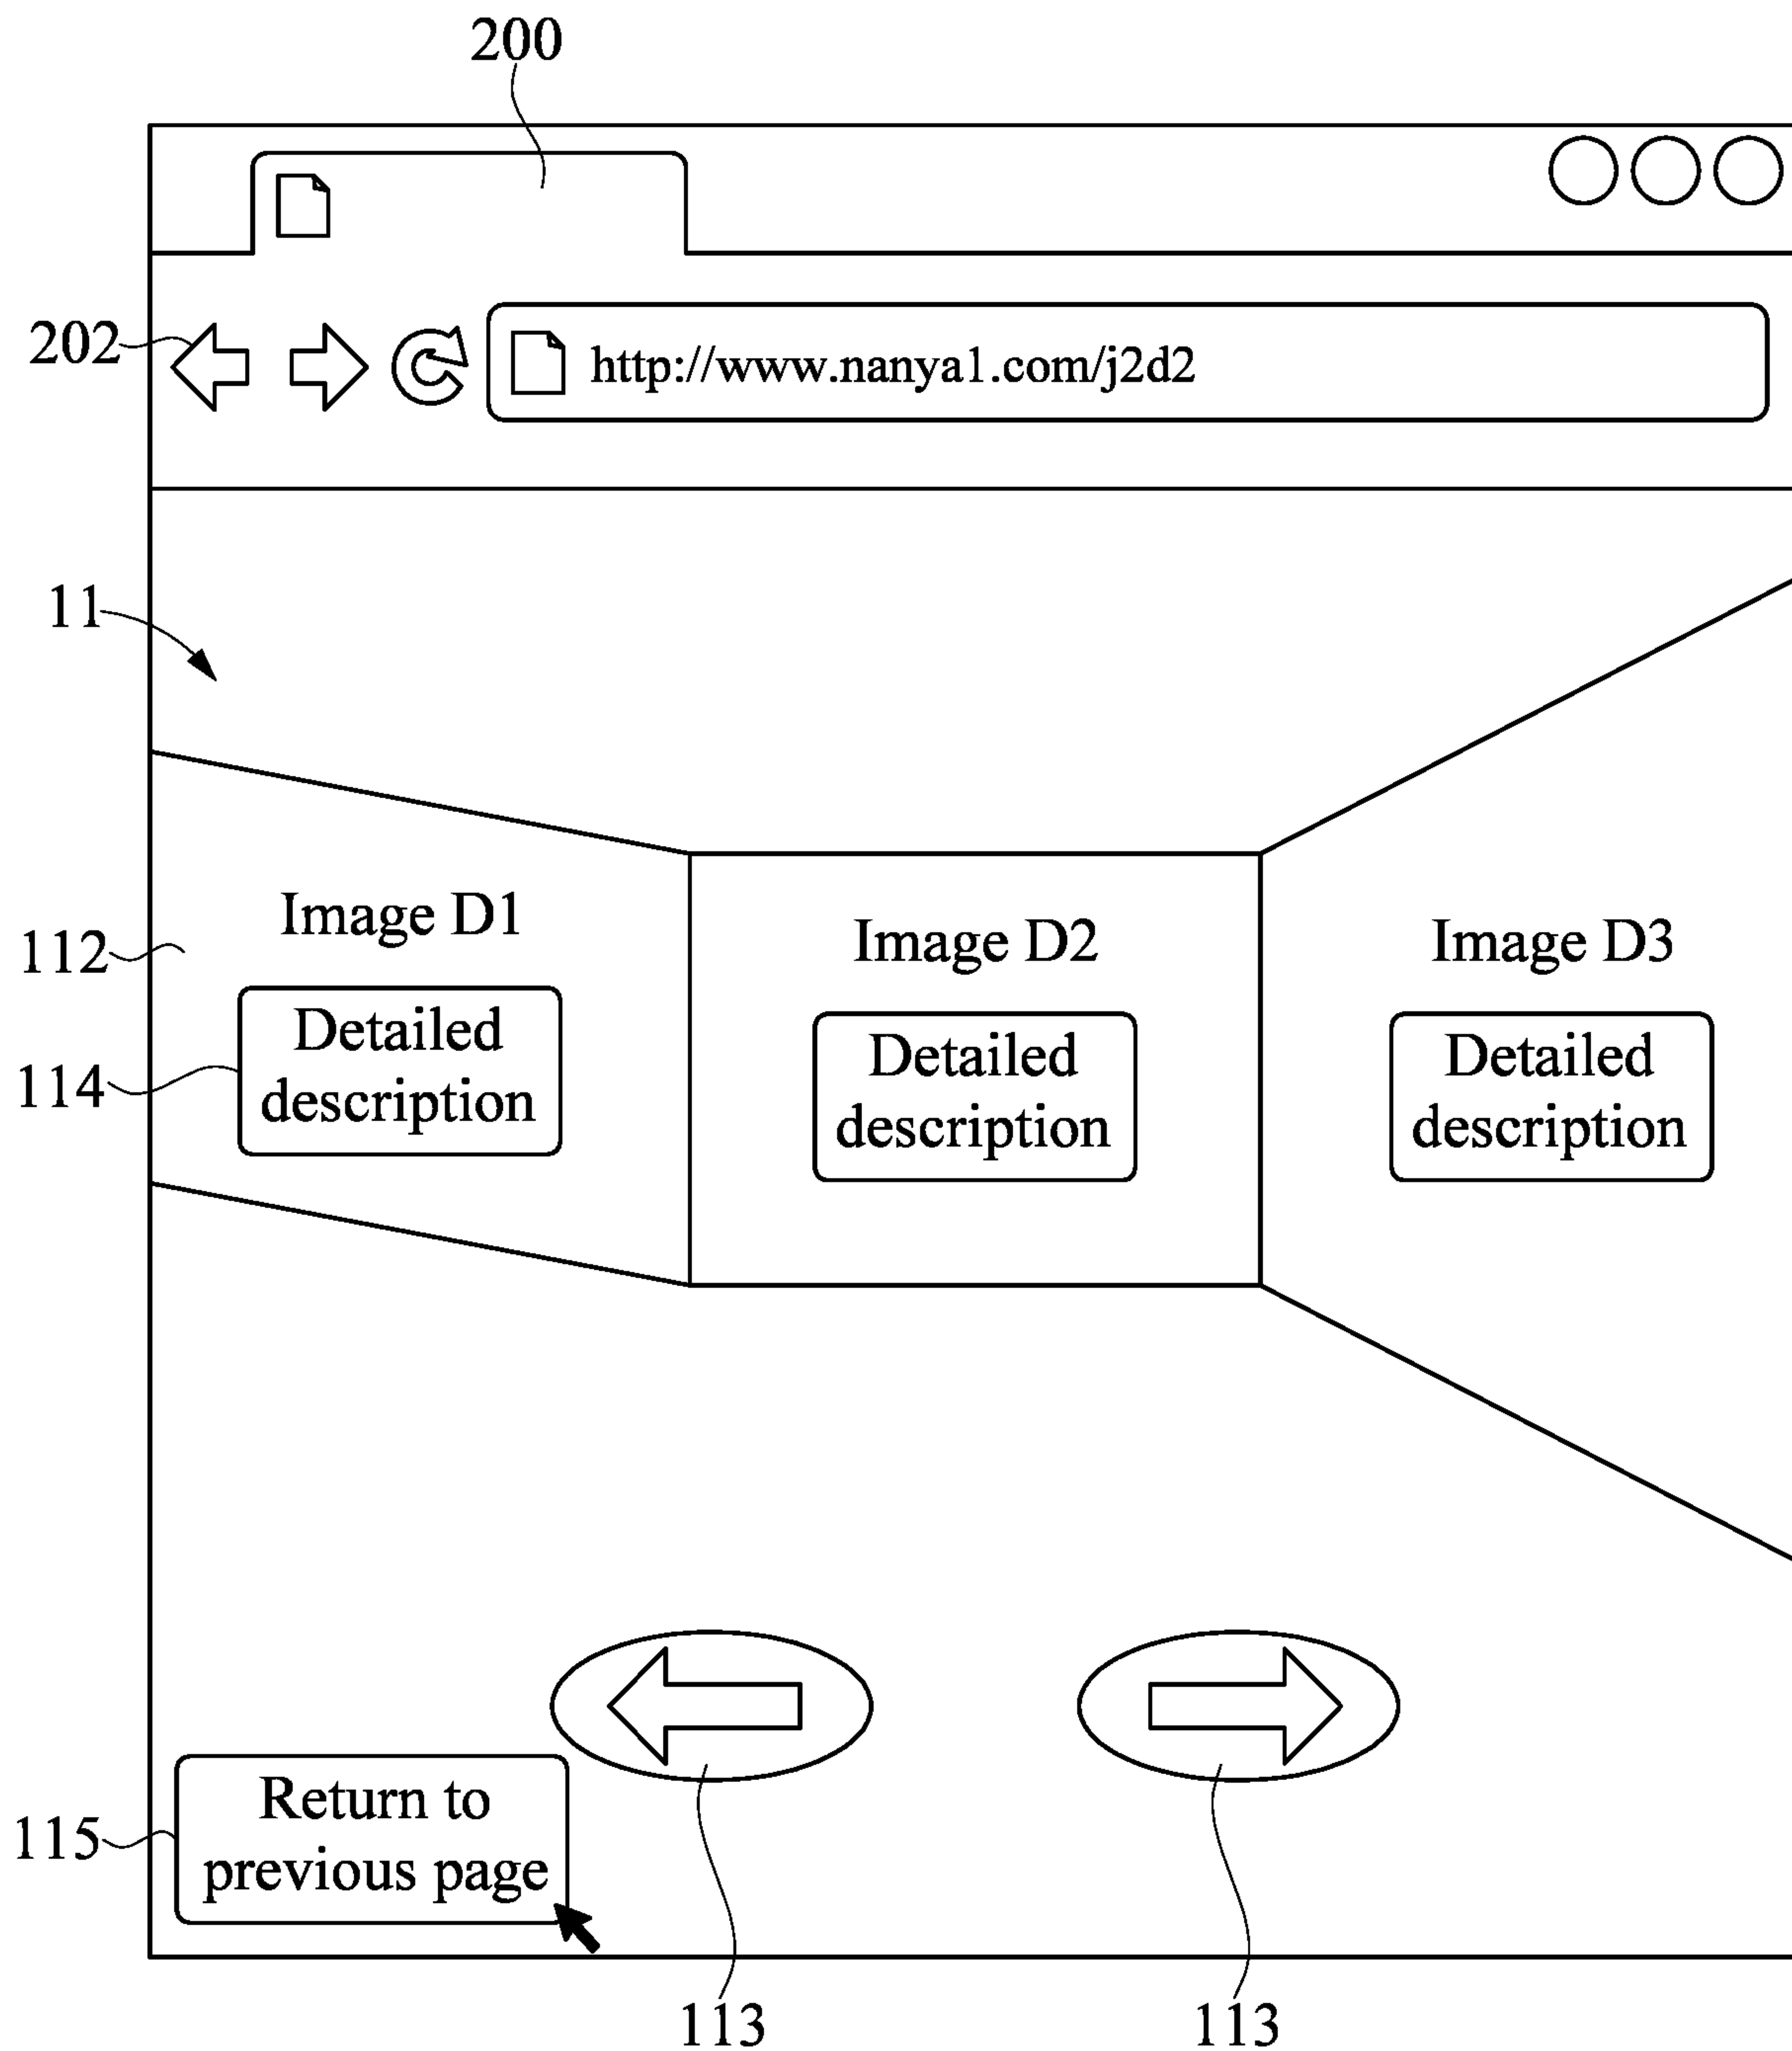 200
202
http://www.nanya1.com/j2d2
11
Image D1
Image D2
Image D3
112
Detailed
description
Detailed
description
Detailed
description
114
Return to
previous page
115
113
113